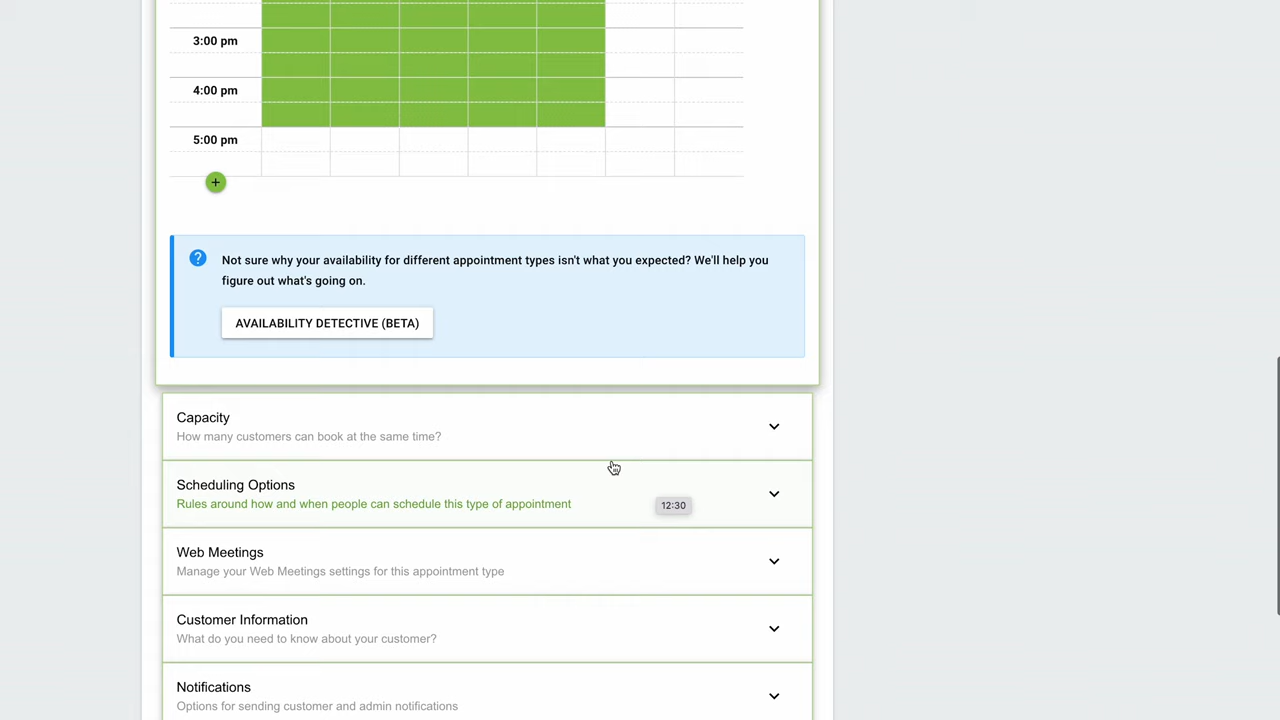 3:00 pm
4:00 pm
5:00 pm
+
?
Not sure why your availability for different appointment types isn't what you expected? We'll help you
figure out what's going on.
AVAILABILITY DETECTIVE (BETA)
Capacity
How many customers can book at the same time?
Scheduling Options
Rules around how and when people can schedule this type of appointment
12:30
Web Meetings
Manage your Web Meetings settings for this appointment type
Customer Information
What do you need to know about your customer?
Notifications
Options for sending customer and admin notifications